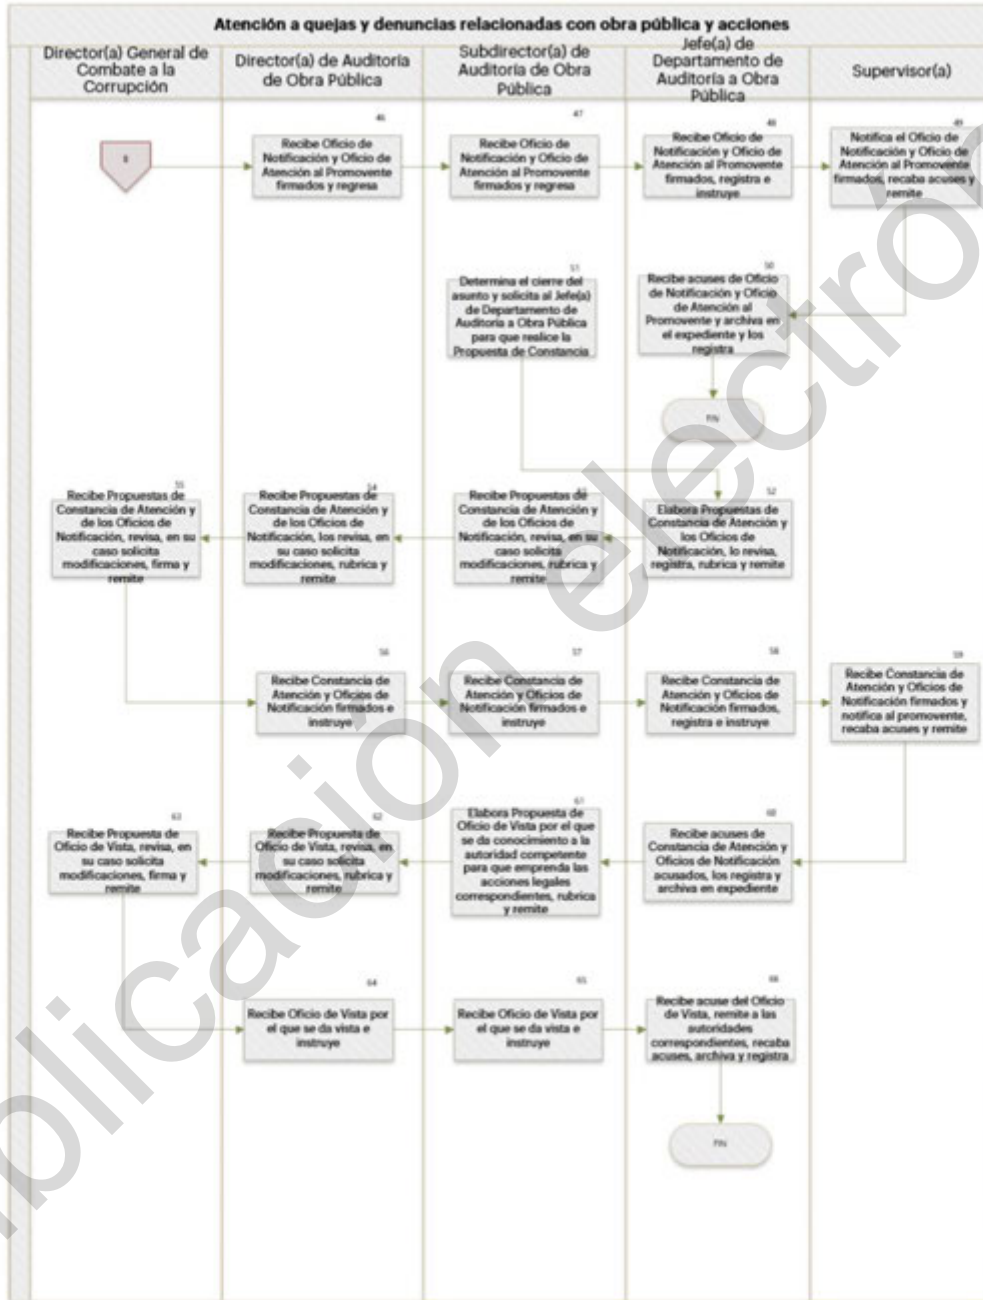 Atención a quejas y denuncias relacionadas con obra pública y acciones
Director(a) General de
Combate a la
Corrupción
Director(a) de Auditoría
de Obra Pública
Subdirector(a) de
Auditoría de Obra
Pública
Jefe(a) de
Departamento de
Auditoría a Obra
Pública
Supervisor(a)
46
Recibe Oficio de
Notificación y Oficio de
Atención al Promovente
firmados y regresa
47
Recibe Oficio de
Notificación y Oficio de
Atención al Promovente
firmados y regresa
48
Recibe Oficio de
Notificación y Oficio de
Atención al Promovente
firmados, registra e
instruye
49
Notifica el Oficio de
Notificación y Oficio de
Atención al Promovente
firmados, recaba acuses y
remite
51
Determina el cierre del
asunto y solicita al Jefe(a)
de Departamento de
Auditoría a Obra Pública
para que realice la
Propuesta de Constancia
50
Recibe acuses de Oficio
de Notificación y Oficio
de Atención al
Promovente y archiva en
el expediente y los
registra
FIN
55
Recibe Propuestas de
Constancia de Atención y
de los Oficios de
Notificación, revisa, en su
caso solicita
modificaciones, firma y
remite
54
Recibe Propuestas de
Constancia de Atención y
de los Oficios de
Notificación, los revisa, en
su caso solicita
modificaciones, rubrica y
remite
53
Recibe Propuestas de
Constancia de Atención y
de los Oficios de
Notificación, revisa, en su
caso solicita
modificaciones, rubrica y
remite
52
Elabora Propuestas de
Constancia de Atención y
los Oficios de
Notificación, lo revisa,
registra, rubrica y remite
56
Recibe Constancia de
Atención y Oficios de
Notificación firmados e
instruye
57
Recibe Constancia de
Atención y Oficios de
Notificación firmados e
instruye
58
Recibe Constancia de
Atención y Oficios de
Notificación firmados,
registra e instruye
59
Recibe Constancia de
Atención y Oficios de
Notificación firmados y
notifica al promovente,
recaba acuses y remite
63
Recibe Propuesta de
Oficio de Vista, revisa, en
su caso solicita
modificaciones, firma y
remite
62
Recibe Propuesta de
Oficio de Vista, revisa, en
su caso solicita
modificaciones, rubrica y
remite
61
Elabora Propuesta de
Oficio de Vista por el que
se da conocimiento a la
autoridad competente
para que emprenda las
acciones legales
correspondientes, rubrica
y remite
60
Recibe acuses de
Constancia de Atención y
Oficios de Notificación
acusados, los registra y
archiva en expediente
64
Recibe Oficio de Vista por
el que se da vista e
instruye
65
Recibe Oficio de Vista por
el que se da vista e
instruye
66
Recibe acuse del Oficio
de Vista, remite a las
autoridades
correspondientes, recaba
acuses, archiva y registra
FIN
plicación electrón